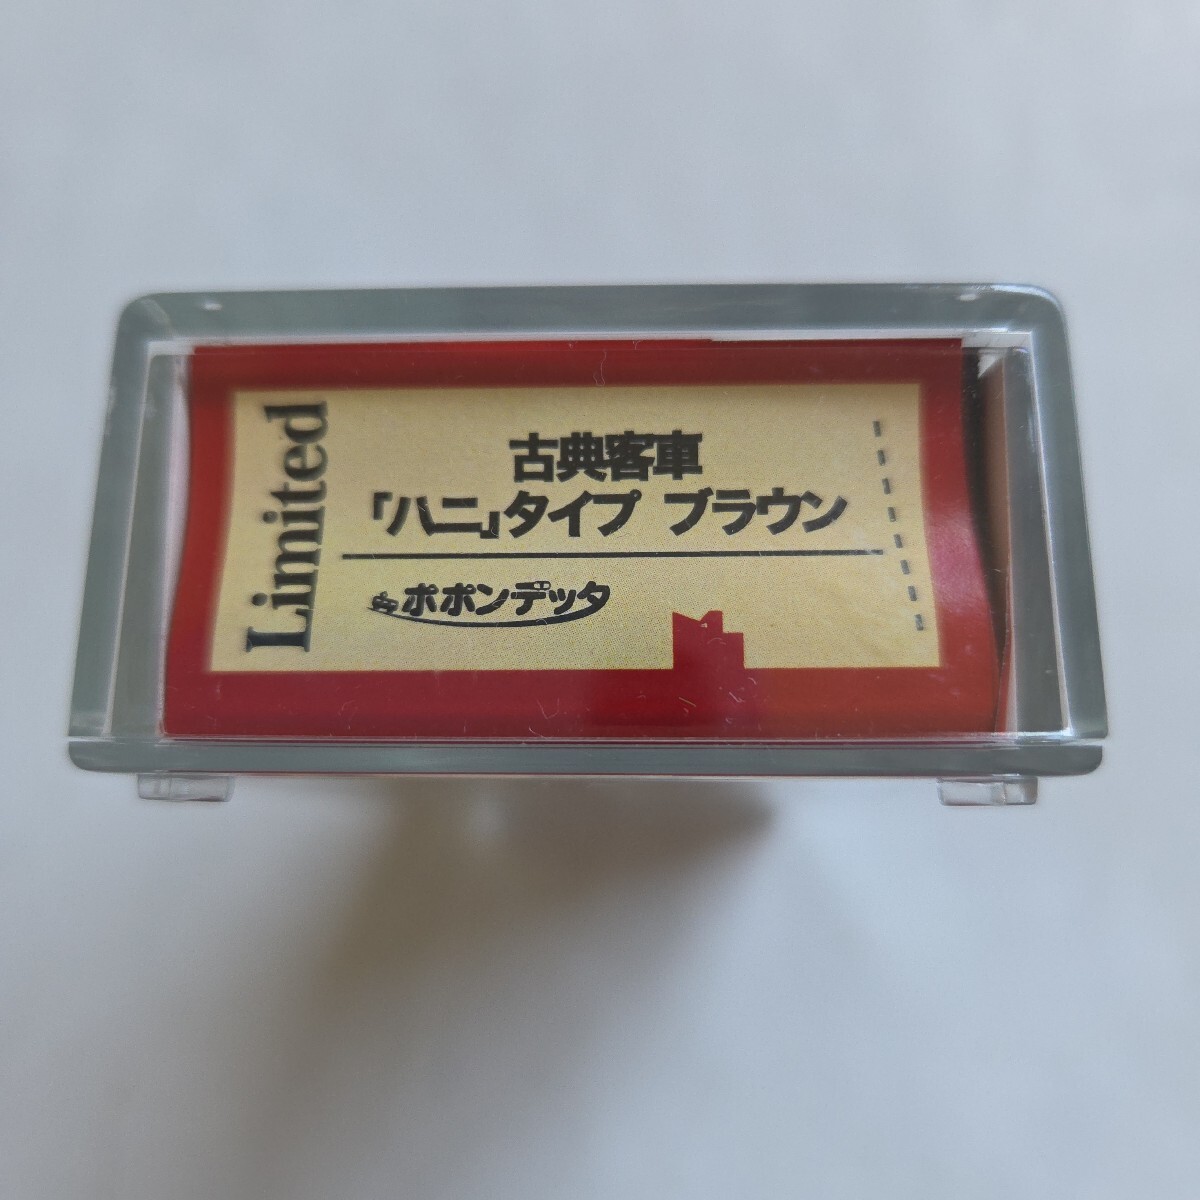 Limited
古典客車
「ハニ」タイプ ブラウン
ポポンデッタ